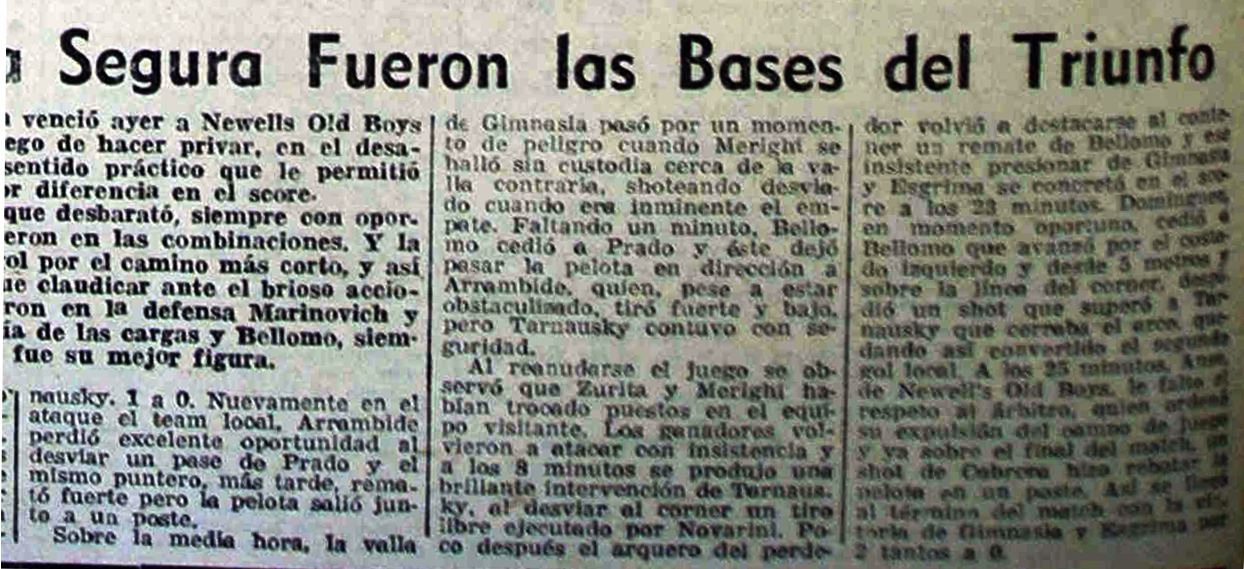 a Segura Fueron las Bases del Triunfo
venció ayer a Newells Old Boys
ego de hacer privar, en el desa-
sentido práctico que le permitió
or diferencia en el score.
que desbarató, siempre con opor-
eron en las combinaciones. Y la
ol por el camino más corto, y así
ue claudicar ante el brioso accio-
ron en la defensa Marinovich y
ía de las cargas y Bellomo, siem-
fue su mejor figura.
nausky. 1 a 0. Nuevamente en el
ataque el team local, Arrambide
perdió excelente oportunidad al
desviar un pase de Prado y el
mismo puntero, más tarde, rema-
tó fuerte pero la pelota salió jun-
to a un poste.
Sobre la media hora, la valla
de Gimnasia pasó por un momen-
to de peligro cuando Merighi se
halló sin custodia cerca de la va-
lla contraria, shoteando desvia-
do cuando era inminente el em-
pate. Faltando un minuto, Bello-
mo cedió a Prado y éste dejó
pasar la pelota en dirección a
Arrambide, quien, pese a estar
obstaculizado, tiró fuerte y bajo,
pero Tarnausky contuvo con se-
guridad.
Al reanudarse el juego se ob-
servó que Zurita y Merighi ha-
bían trocado puestos en el equi-
po visitante. Los ganadores vol-
vieron a atacar con insistencia y
a los 8 minutos se produjo una
brillante intervención de Tarnaus-
ky, al desviar al corner un tiro
libre ejecutado por Novarini. Po-
co después el arquero del perde-
dor volvió a destacarse al conte-
ner un remate de Bellomo y ese
insistente presionar de Gimnasia
y Esgrima se concretó en el sco-
re a los 23 minutos. Domingues,
en momento oportuno, cedió a
Bellomo que avanzó por el costa-
do izquierdo y desde 5 metros y
sobre la línea del corner, despi-
dió un shot que superó a Tar-
nausky que cerraba el arco, que-
dando así convertido el segundo
gol local. A los 25 minutos,
de Newell's Old Boys, le faltó el
respeto al árbitro, quien ordenó
su expulsión del campo de juego
y ya sobre el final del match, un
shot de Cabrera hizo rebotar la
pelota en un poste. Así se llegó
al término del match con la vic-
toria de Gimnasia y Esgrima por
2 tantos a 0.